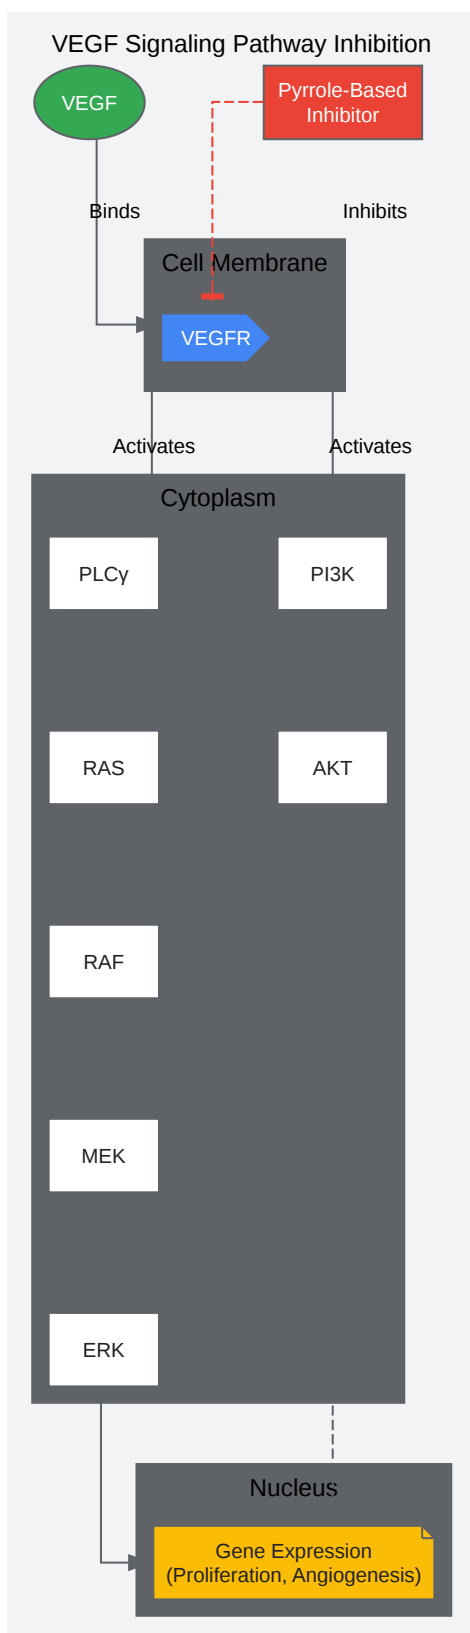 VEGF Signaling Pathway Inhibition
VEGF
Pyrrole-Based
Inhibitor
Binds
Inhibits
Cell Membrane
VEGFR
Activates
Activates
Cytoplasm
PLCγ
PI3K
RAS
AKT
RAF
MEK
ERK
Nucleus
Gene Expression
(Proliferation, Angiogenesis)